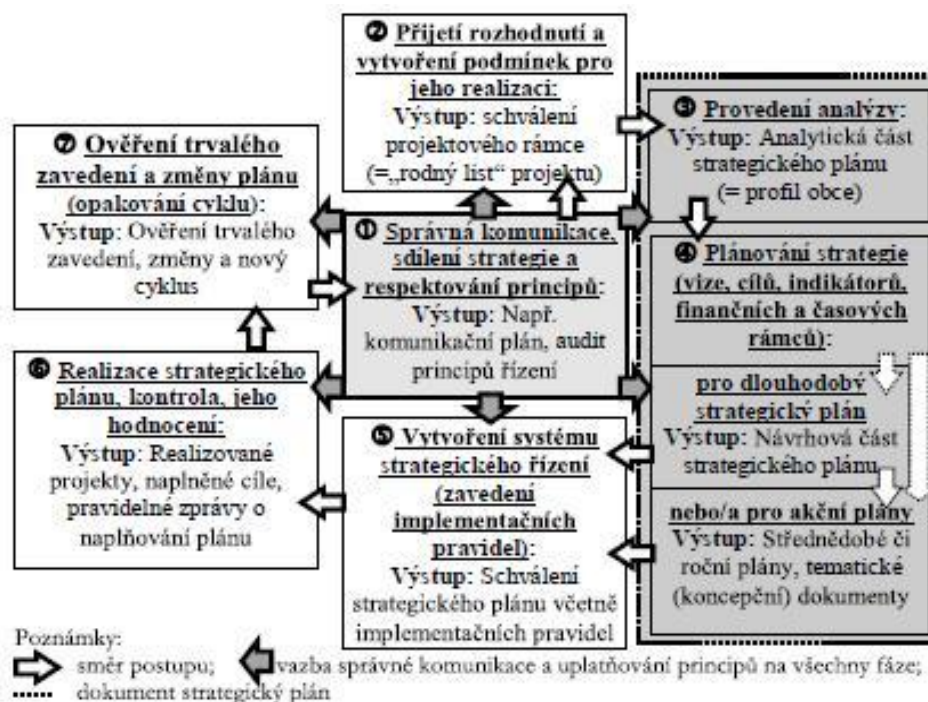 ❷ Přijetí rozhodnutí a
vytvoření podmínek pro
jeho realizaci:
Výstup: schválení
projektového rámce
(=„rodný list“ projektu)
❸ Provedení analýzy:
Výstup: Analytická část
strategického plánu
(= profil obce)
❼ Ověření trvalého
zavedení a změny plánu
(opakování cyklu):
Výstup: Ověření trvalého
zavedení, změny a nový
cyklus
❶ Správná komunikace,
sdílení strategie a
respektování principů:
Výstup: Např.
komunikační plán, audit
principů řízení
❹ Plánování strategie
(vize, cílů, indikátorů,
finančních a časových
rámců):
pro dlouhodobý
strategický plán
Výstup: Návrhová část
strategického plánu
nebo/a pro akční plány
Výstup: Střednědobé či
roční plány, tematické
(koncepční) dokumenty
❻ Realizace strategického
plánu, kontrola, jeho
hodnocení:
Výstup: Realizované
projekty, naplněné cíle,
pravidelné zprávy o
naplňování plánu
❺ Vytvoření systému
strategického řízení
(zavedení
implementačních
pravidel):
Výstup: Schválení
strategického plánu včetně
implementačních pravidel
Poznámky:
směr postupu; vazba správné komunikace a uplatňování principů na všechny fáze;
dokument strategický plán